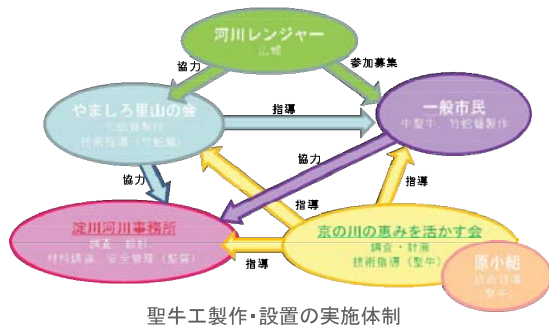 河川レンジャー
広報
協力
参加募集
やましろ里山の会
技術指導（竹蛇籠）
指導
一般市民
中聖牛、竹蛇籠製作
協力
協力
指導
指導
淀川河川事務所
調査 設計
材料調達、安全管理（監督）
指導
京の川の恵みを活かす会
調査・計画
技術指導（聖牛）
原小組
技術指導
（聖牛）
聖牛工製作・設置の実施体制